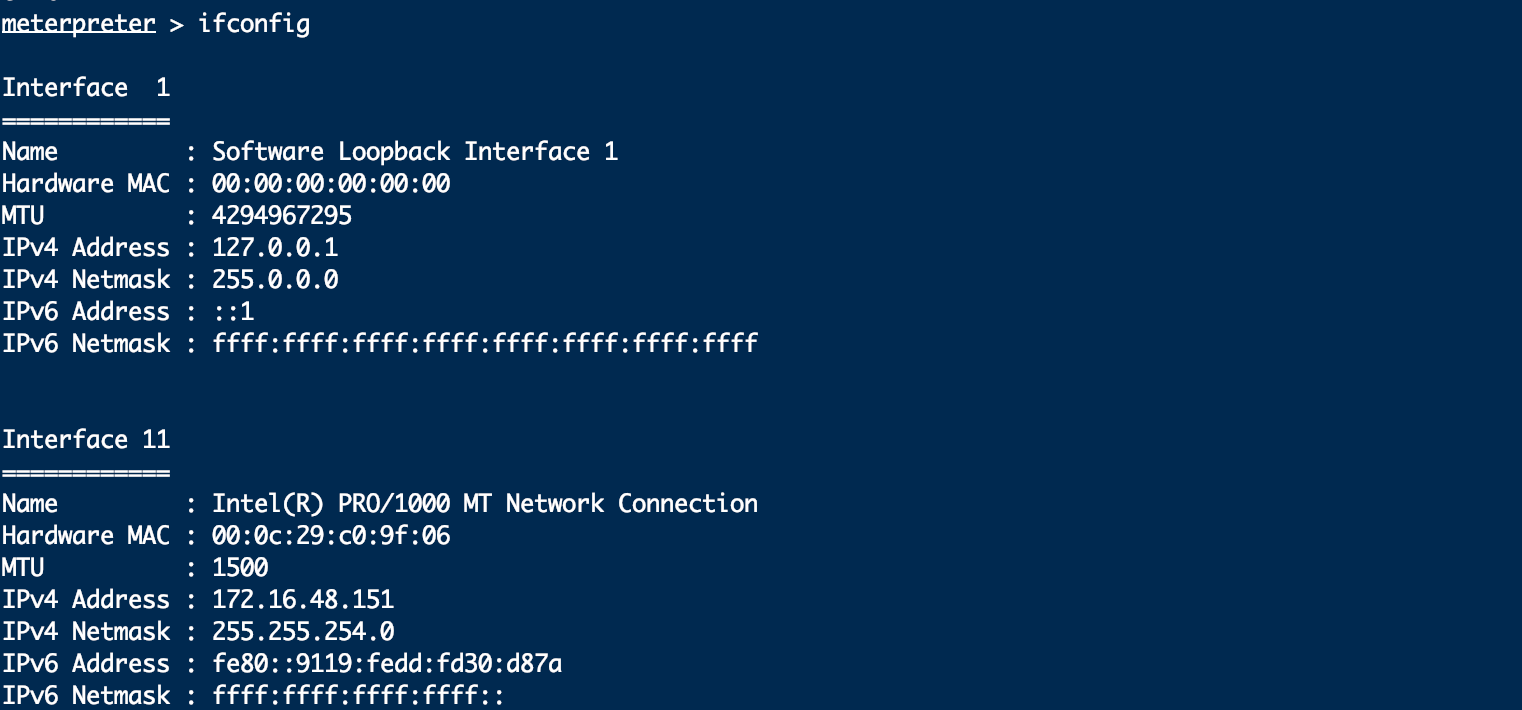 meterpreter > ifconfig
Interface  1
============
Name         : Software Loopback Interface 1
Hardware MAC : 00:00:00:00:00:00
MTU          : 4294967295
IPv4 Address : 127.0.0.1
IPv4 Netmask : 255.0.0.0
IPv6 Address : ::1
IPv6 Netmask : ffff:ffff:ffff:ffff:ffff:ffff:ffff:ffff
Interface 11
============
Name         : Intel(R) PRO/1000 MT Network Connection
Hardware MAC : 00:0c:29:c0:9f:06
MTU          : 1500
IPv4 Address : 172.16.48.151
IPv4 Netmask : 255.255.254.0
IPv6 Address : fe80::9119:fedd:fd30:d87a
IPv6 Netmask : ffff:ffff:ffff:ffff::